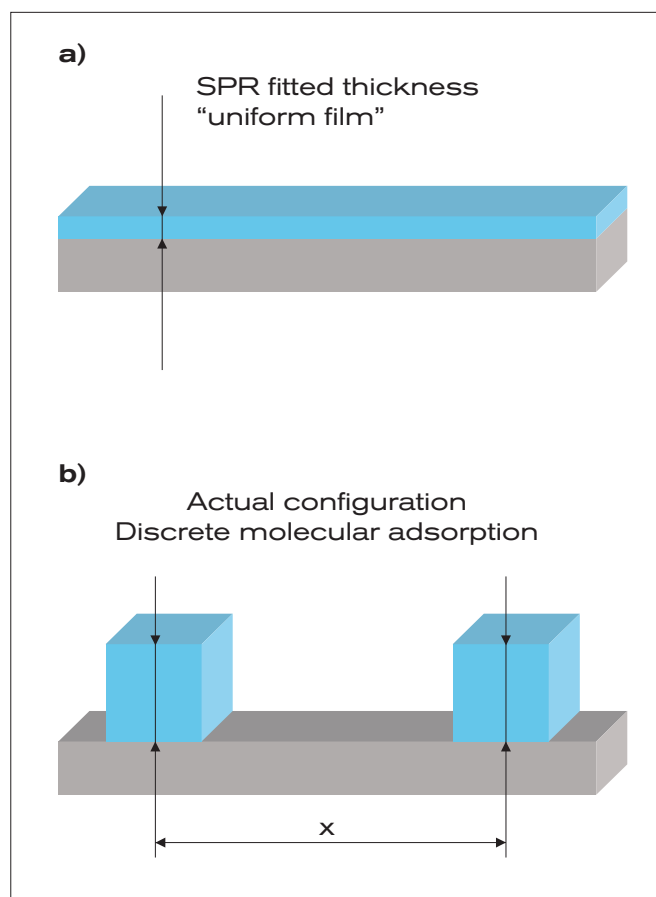 a)
SPR fitted thickness
“uniform film”
b)
Actual configuration
Discrete molecular adsorption
x